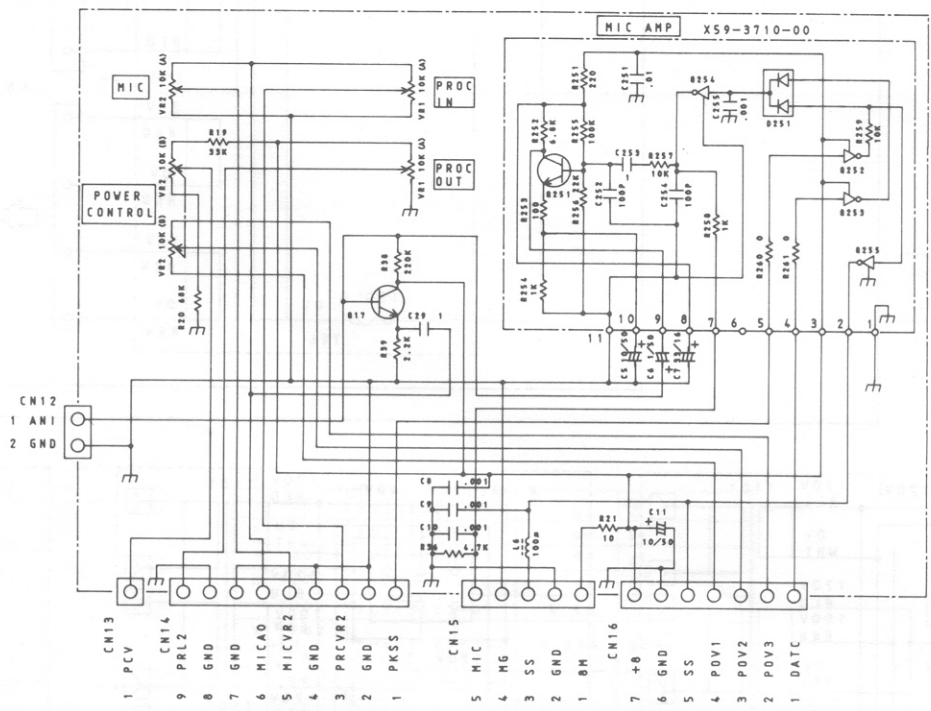 MIC AMP X59-3710-00
MIC
VR2 10K (A)
VR1 10K (A)
PROC IN
R19
33K
VR2 10K (B)
VR1 10K (A)
PROC OUT
POWER CONTROL
VR2 10K (B)
R20 68K
R38
220K
Q17
C29 1
R39
2.2K
R251
220
C251
.01
Q254
C255
.001
D251
R259
10K
R252
6.8K
R255
100K
Q251
C253
1
R257
10K
Q252
R253
100
R256 22K
C252
100P
C254
100P
R258
1K
Q253
R254
1K
R260 0
R261 0
Q255
11 10 9 8 7 6 5 4 3 2 1
C5 10/50
C6 1/50
C7 33/16
CN12
1 ANI
2 GND
C8 .001
C9 .001
C10 .001
R36 4.7K
L6
100μ
R21
10
C11
10/50
CN13
1 PCV
CN14
9 PRL2
8 GND
7 GND
6 MICAO
5 MICVR2
4 GND
3 PRCVR2
2 GND
1 PKSS
CN15
5 MIC
4 MG
3 SS
2 GND
1 8M
CN16
7 +8
6 GND
5 SS
4 POV1
3 POV2
2 POV3
1 DATC